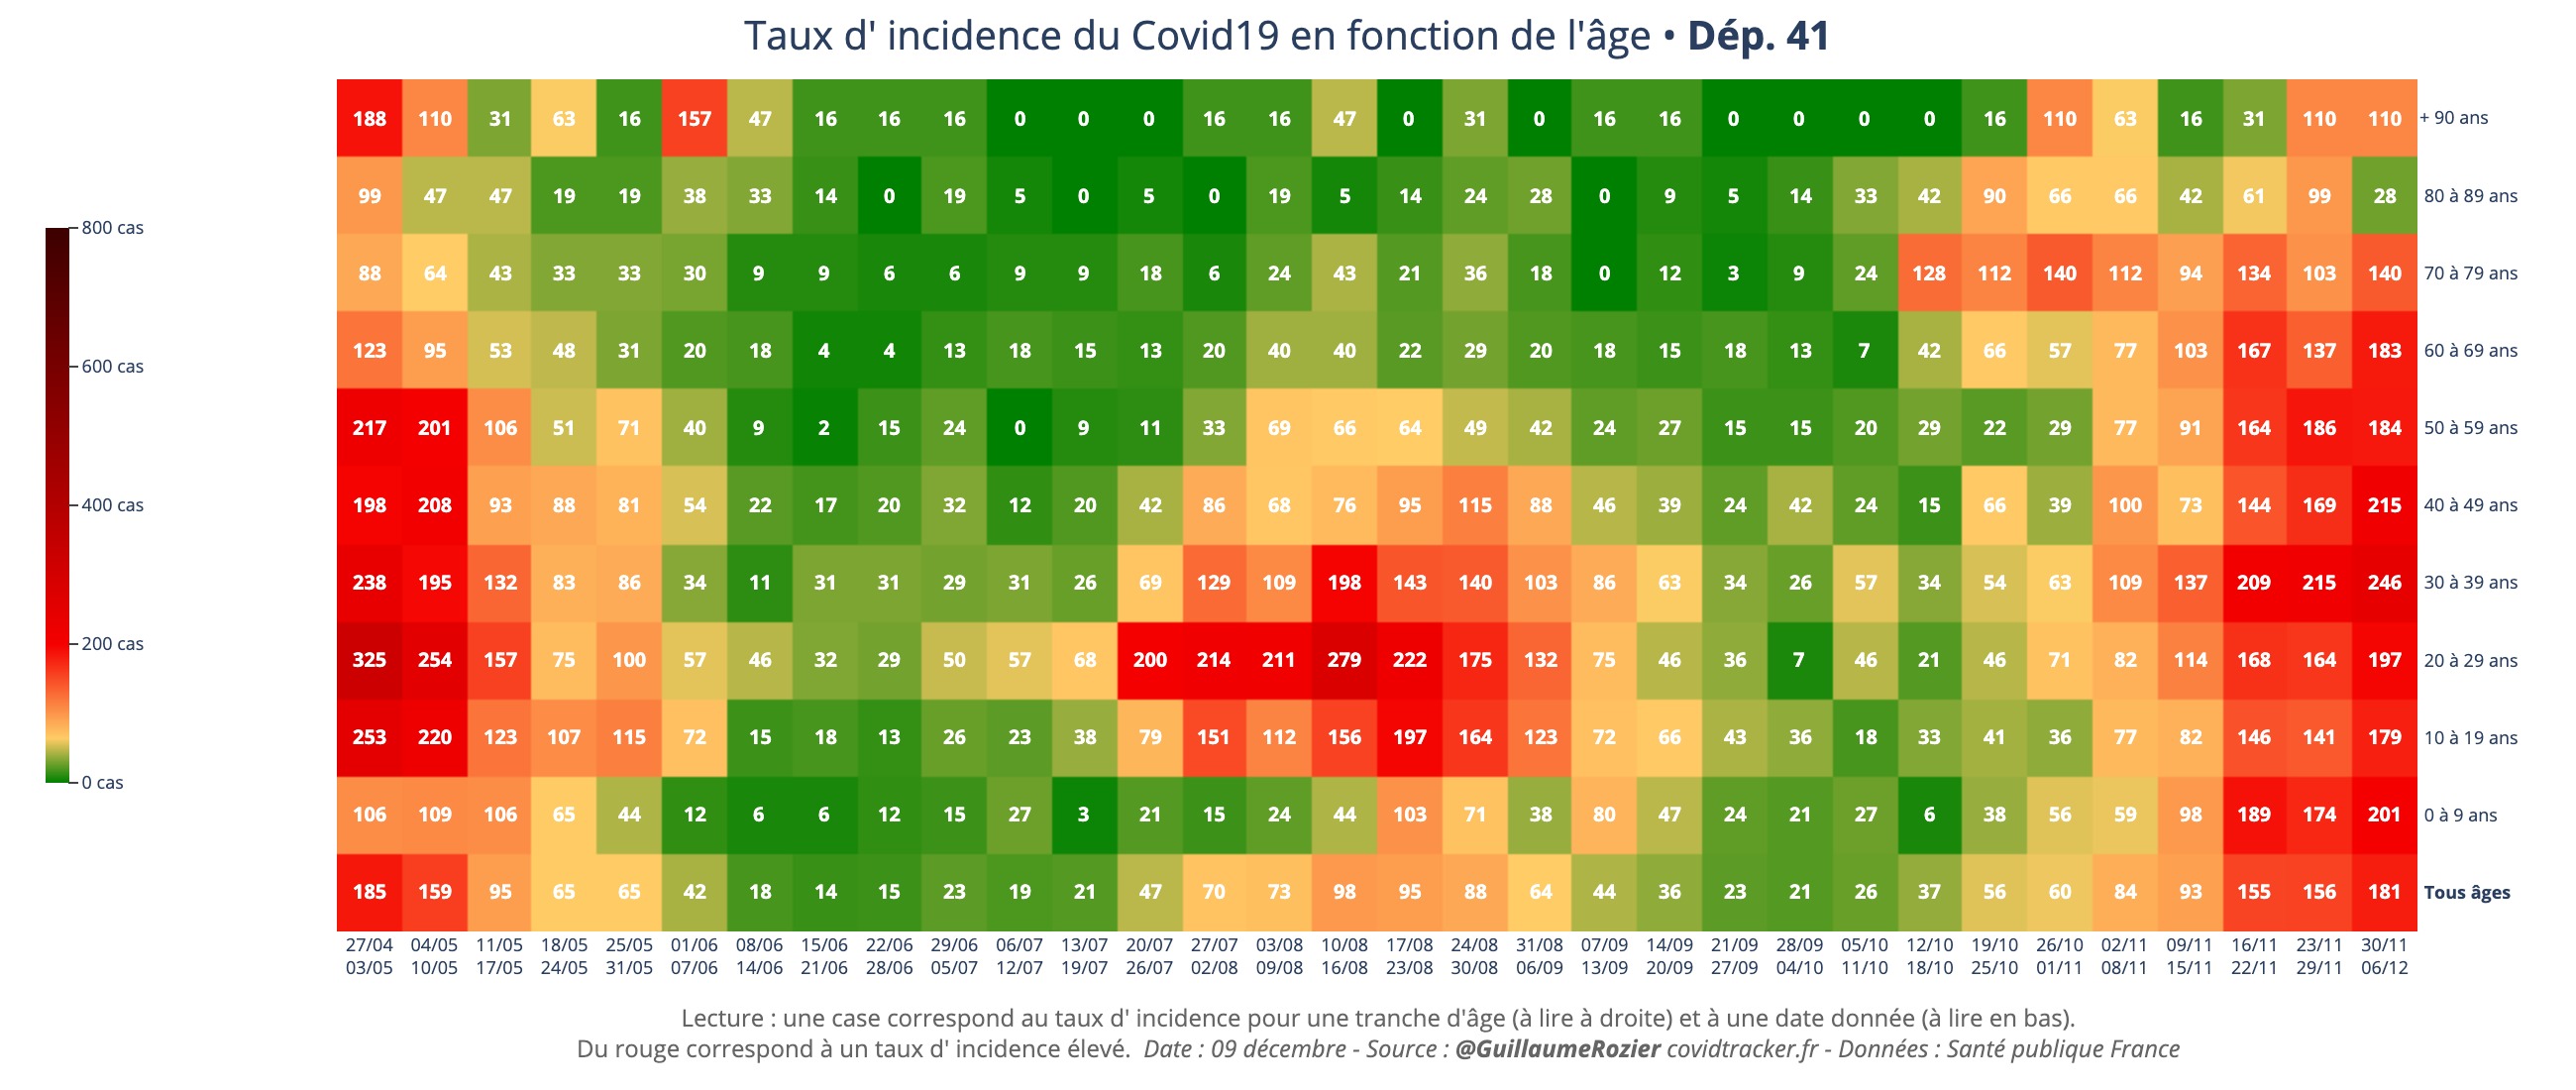 Taux d' incidence du Covid19 en fonction de l'âge • Dép. 41
800 cas
600 cas
400 cas
200 cas
0 cas
188 110 31 63 16 157 47 16 16 16 0 0 0 16 16 47 0 31 0 16 16 0 0 0 0 16 110 63 16 31 110 110 + 90 ans
99 47 47 19 19 38 33 14 0 19 5 0 5 0 19 5 14 24 28 0 9 5 14 33 42 90 66 66 42 61 99 28 80 à 89 ans
88 64 43 33 33 30 9 9 6 6 9 9 18 6 24 43 21 36 18 0 12 3 9 24 128 112 140 112 94 134 103 140 70 à 79 ans
123 95 53 48 31 20 18 4 4 13 18 15 13 20 40 40 22 29 20 18 15 18 13 7 42 66 57 77 103 167 137 183 60 à 69 ans
217 201 106 51 71 40 9 2 15 24 0 9 11 33 69 66 64 49 42 24 27 15 15 20 29 22 29 77 91 164 186 184 50 à 59 ans
198 208 93 88 81 54 22 17 20 32 12 20 42 86 68 76 95 115 88 46 39 24 42 24 15 66 39 100 73 144 169 215 40 à 49 ans
238 195 132 83 86 34 11 31 31 29 31 26 69 129 109 198 143 140 103 86 63 34 26 57 34 54 63 109 137 209 215 246 30 à 39 ans
325 254 157 75 100 57 46 32 29 50 57 68 200 214 211 279 222 175 132 75 46 36 7 46 21 46 71 82 114 168 164 197 20 à 29 ans
253 220 123 107 115 72 15 18 13 26 23 38 79 151 112 156 197 164 123 72 66 43 36 18 33 41 36 77 82 146 141 179 10 à 19 ans
106 109 106 65 44 12 6 6 12 15 27 3 21 15 24 44 103 71 38 80 47 24 21 27 6 38 56 59 98 189 174 201 0 à 9 ans
185 159 95 65 65 42 18 14 15 23 19 21 47 70 73 98 95 88 64 44 36 23 21 26 37 56 60 84 93 155 156 181 Tous âges
27/04 04/05 11/05 18/05 25/05 01/06 08/06 15/06 22/06 29/06 06/07 13/07 20/07 27/07 03/08 10/08 17/08 24/08 31/08 07/09 14/09 21/09 28/09 05/10 12/10 19/10 26/10 02/11 09/11 16/11 23/11 30/11
03/05 10/05 17/05 24/05 31/05 07/06 14/06 21/06 28/06 05/07 12/07 19/07 26/07 02/08 09/08 16/08 23/08 30/08 06/09 13/09 20/09 27/09 04/10 11/10 18/10 25/10 01/11 08/11 15/11 22/11 29/11 06/12
Lecture : une case correspond au taux d' incidence pour une tranche d'âge (à lire à droite) et à une date donnée (à lire en bas).
Du rouge correspond à un taux d' incidence élevé. Date : 09 décembre - Source : @GuillaumeRozier covidtracker.fr - Données : Santé publique France